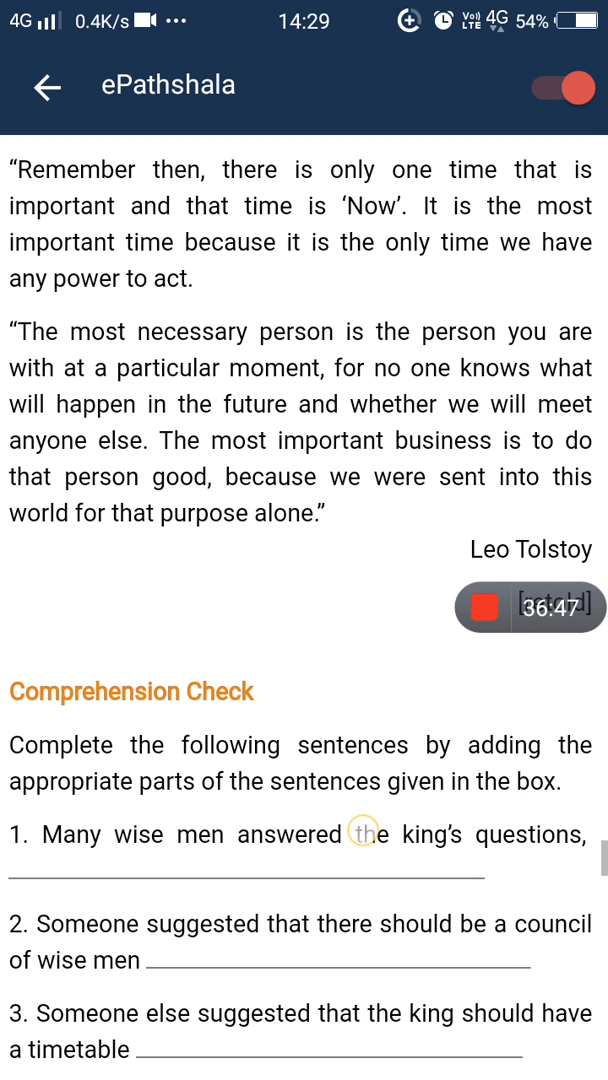 4G 0.4K/s ... 14:29 Vo)) LTE 4G 54%
ePathshala
“Remember then, there is only one time that is
important and that time is ‘Now’. It is the most
important time because it is the only time we have
any power to act.
“The most necessary person is the person you are
with at a particular moment, for no one knows what
will happen in the future and whether we will meet
anyone else. The most important business is to do
that person good, because we were sent into this
world for that purpose alone.”
Leo Tolstoy
36:47
Comprehension Check
Complete the following sentences by adding the
appropriate parts of the sentences given in the box.
1. Many wise men answered the king’s questions,
2. Someone suggested that there should be a council
of wise men
3. Someone else suggested that the king should have
a timetable